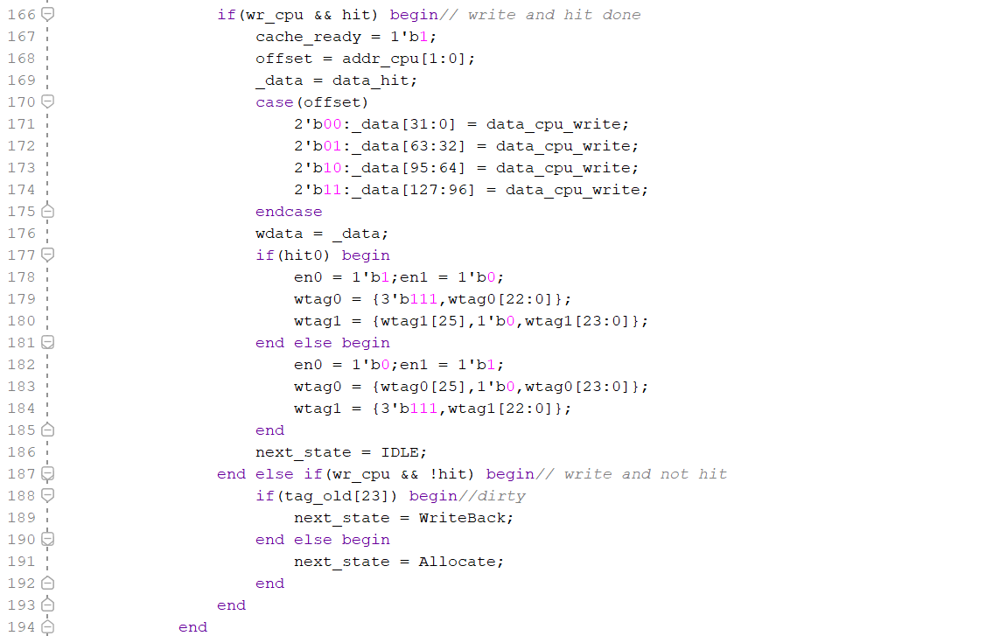 166 if(wr_cpu && hit) begin// write and hit done
167 cache_ready = 1'b1;
168 offset = addr_cpu[1:0];
169 _data = data_hit;
170 case(offset)
171 2'b00:_data[31:0] = data_cpu_write;
172 2'b01:_data[63:32] = data_cpu_write;
173 2'b10:_data[95:64] = data_cpu_write;
174 2'b11:_data[127:96] = data_cpu_write;
175 endcase
176 wdata = _data;
177 if(hit0) begin
178 en0 = 1'b1;en1 = 1'b0;
179 wtag0 = {3'b111,wtag0[22:0]};
180 wtag1 = {wtag1[25],1'b0,wtag1[23:0]};
181 end else begin
182 en0 = 1'b0;en1 = 1'b1;
183 wtag0 = {wtag0[25],1'b0,wtag0[23:0]};
184 wtag1 = {3'b111,wtag1[22:0]};
185 end
186 next_state = IDLE;
187 end else if(wr_cpu && !hit) begin// write and not hit
188 if(tag_old[23]) begin//dirty
189 next_state = WriteBack;
190 end else begin
191 next_state = Allocate;
192 end
193 end
194 end